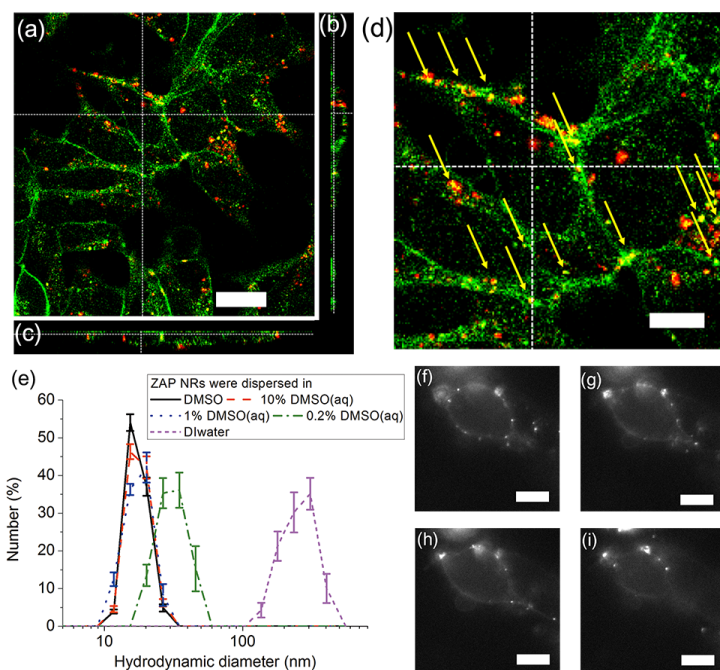 (a)
(b)
(c)
(d)
(e)
ZAP NRs were dispersed in
DMSO 10% DMSO(aq)
1% DMSO(aq) 0.2% DMSO(aq)
DIwater
60
50
40
30
20
10
0
Number (%)
10 100
Hydrodynamic diameter (nm)
(f)
(g)
(h)
(i)